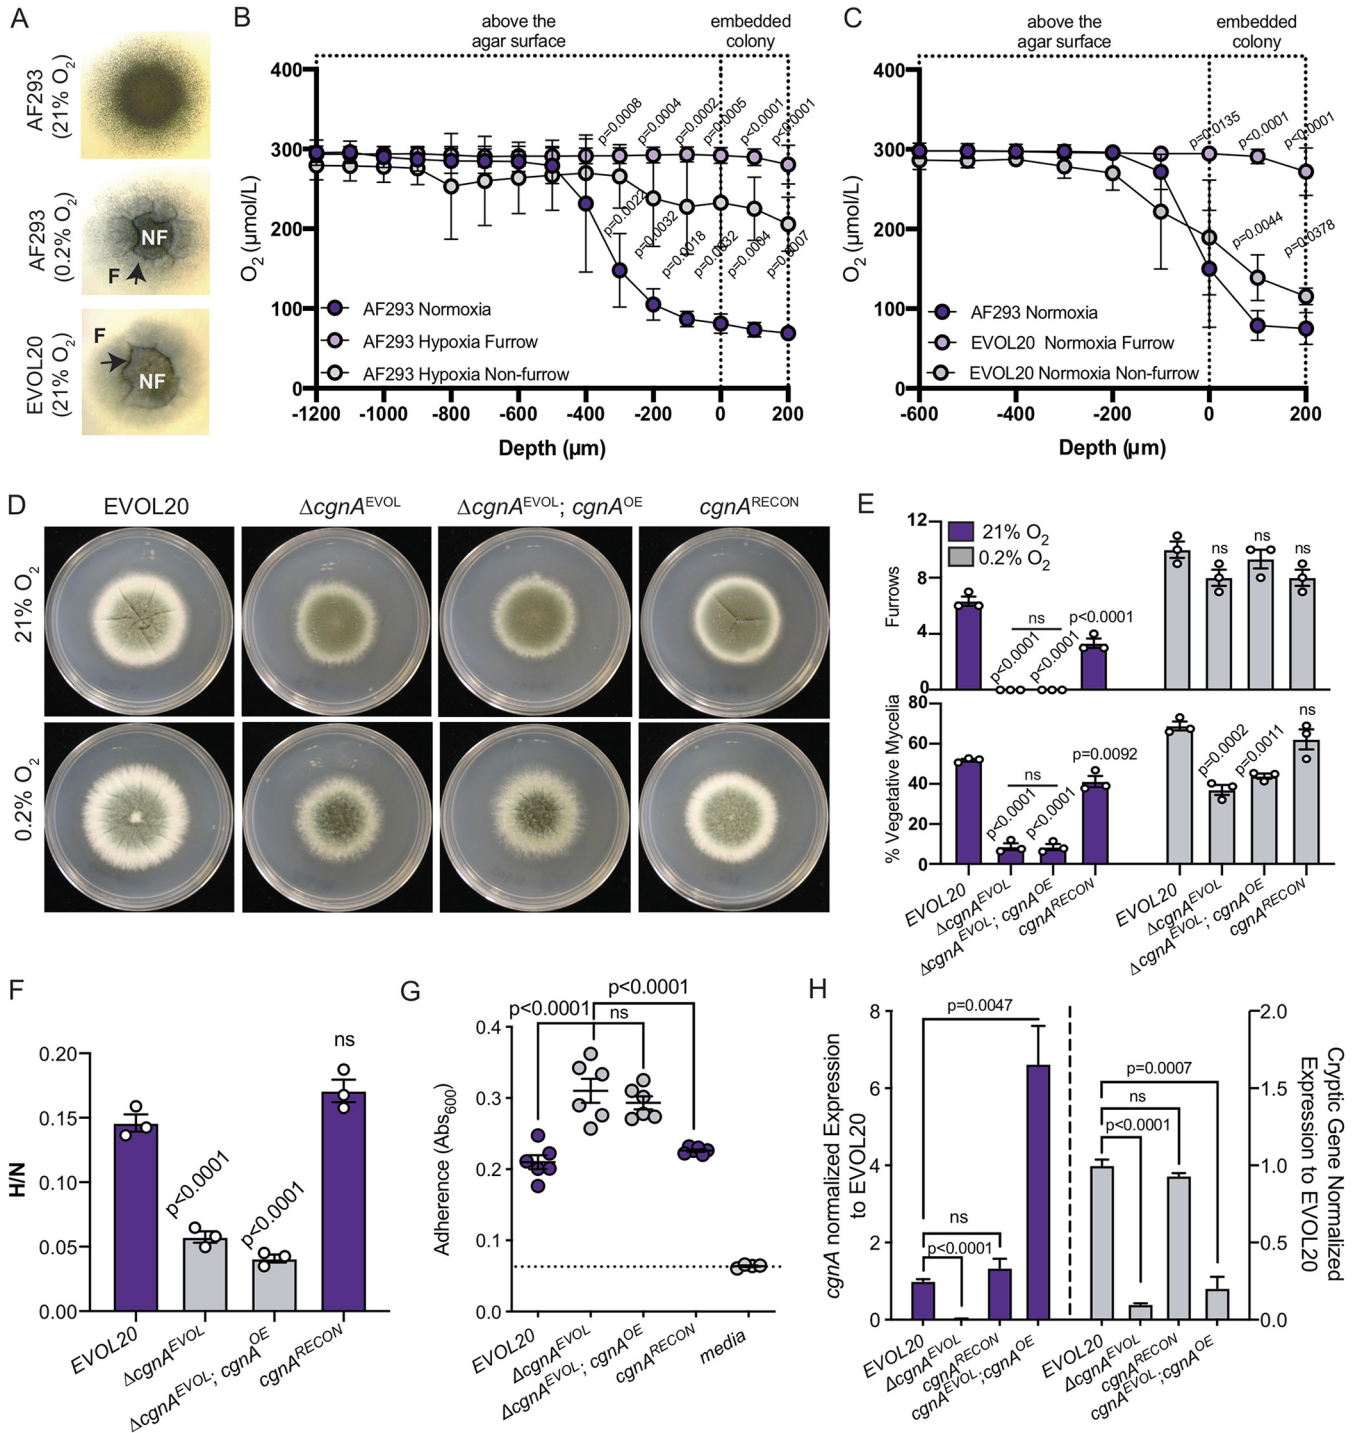 A
AF293
(21% O2)
AF293
(0.2% O2)
NF
F
EVOL20
(21% O2)
F
NF
B
above the
agar surface
embedded
colony
O2 (µmol/L)
400
300
200
100
0
p=0.0008
p=0.0004
p=0.0002
p=0.0005
p<0.0001
p<0.0001
p=0.0022
p=0.0032
p=0.0018
p=0.0032
p=0.0004
p=0.0007
AF293 Normoxia
AF293 Hypoxia Furrow
AF293 Hypoxia Non-furrow
-1200 -1000 -800 -600 -400 -200 0 200
Depth (µm)
C
above the
agar surface
embedded
colony
O2 (µmol/L)
400
300
200
100
0
p=0.0135
p<0.0001
p<0.0001
p=0.0044
p=0.0378
AF293 Normoxia
EVOL20 Normoxia Furrow
EVOL20 Normoxia Non-furrow
-600 -400 -200 0 200
Depth (µm)
D
EVOL20 ΔcgnAEVOL ΔcgnAEVOL; cgnAOE cgnARECON
21% O2
0.2% O2
E
21% O2
0.2% O2
Furrows
12
8
4
0
p<0.0001
p<0.0001
ns
p<0.0001
ns
ns
ns
% Vegetative Mycelia
80
60
40
20
0
p<0.0001
p<0.0001
ns
p=0.0092
p=0.0002
p=0.0011
ns
EVOL20
ΔcgnAEVOL
ΔcgnAEVOL; cgnAOE
cgnARECON
EVOL20
ΔcgnAEVOL
ΔcgnAEVOL; cgnAOE
cgnARECON
F
H/N
0.20
0.15
0.10
0.05
0.00
p<0.0001
p<0.0001
ns
EVOL20
ΔcgnAEVOL
ΔcgnAEVOL; cgnAOE
cgnARECON
G
Adherence (Abs600)
0.4
0.3
0.2
0.1
0.0
p<0.0001
p<0.0001
ns
EVOL20
ΔcgnAEVOL
ΔcgnAEVOL; cgnAOE
cgnARECON
media
H
cgnA normalized Expression
to EVOL20
8
6
4
2
0
p=0.0047
ns
p<0.0001
p=0.0007
ns
p<0.0001
2.0
1.5
1.0
0.5
0.0
Cryptic Gene Normalized
Expression to EVOL20
EVOL20
ΔcgnAEVOL
cgnARECON
cgnAEVOL;cgnAOE
EVOL20
ΔcgnAEVOL
cgnARECON
cgnAEVOL;cgnAOE